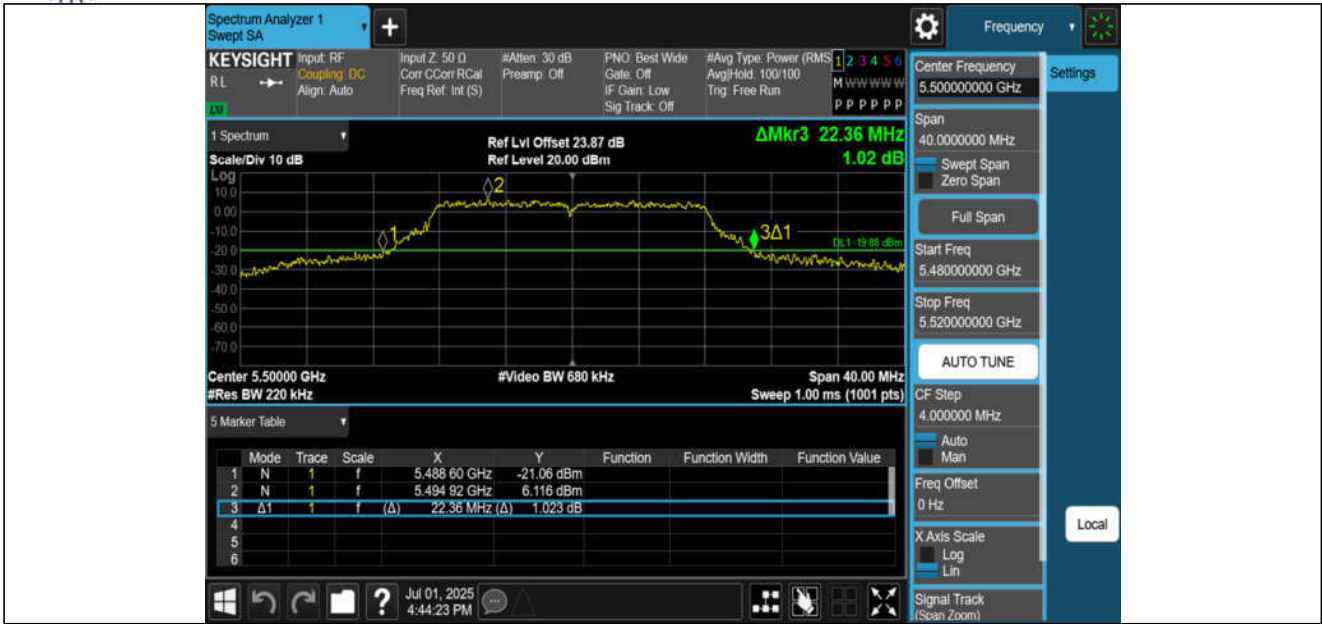 Spectrum Analyzer 1
Swept SA
+
Frequency
KEYSIGHT
RL
LXI
Input: RF
Coupling: DC
Align: Auto
Input Z: 50 Ω
Corr CCorr RCal
Freq Ref: Int (S)
#Atten: 30 dB
Preamp: Off
PNO: Best Wide
Gate: Off
IF Gain: Low
Sig Track: Off
#Avg Type: Power (RMS
Avg|Hold: 100/100
Trig: Free Run
1 2 3 4 5 6
M W W W W W
P P P P P P
1 Spectrum
Scale/Div 10 dB
Ref Lvl Offset 23.87 dB
Ref Level 20.00 dBm
ΔMkr3 22.36 MHz
1.02 dB
Log
10.0
0.00
-10.0
-20.0
-30.0
-40.0
-50.0
-60.0
-70.0
1
2
3Δ1
DL1 -19.88 dBm
Center 5.50000 GHz
#Video BW 680 kHz
Span 40.00 MHz
#Res BW 220 kHz
Sweep 1.00 ms (1001 pts)
5 Marker Table
Mode Trace Scale X Y Function Function Width Function Value
1 N 1 f 5.488 60 GHz -21.06 dBm
2 N 1 f 5.494 92 GHz 6.116 dBm
3 Δ1 1 f (Δ) 22.36 MHz (Δ) 1.023 dB
4
5
6
?
Jul 01, 2025
4:44:23 PM
Center Frequency
5.500000000 GHz
Span
40.0000000 MHz
Swept Span
Zero Span
Full Span
Start Freq
5.480000000 GHz
Stop Freq
5.520000000 GHz
AUTO TUNE
CF Step
4.000000 MHz
Auto
Man
Freq Offset
0 Hz
X Axis Scale
Log
Lin
Signal Track
(Span Zoom)
Settings
Local